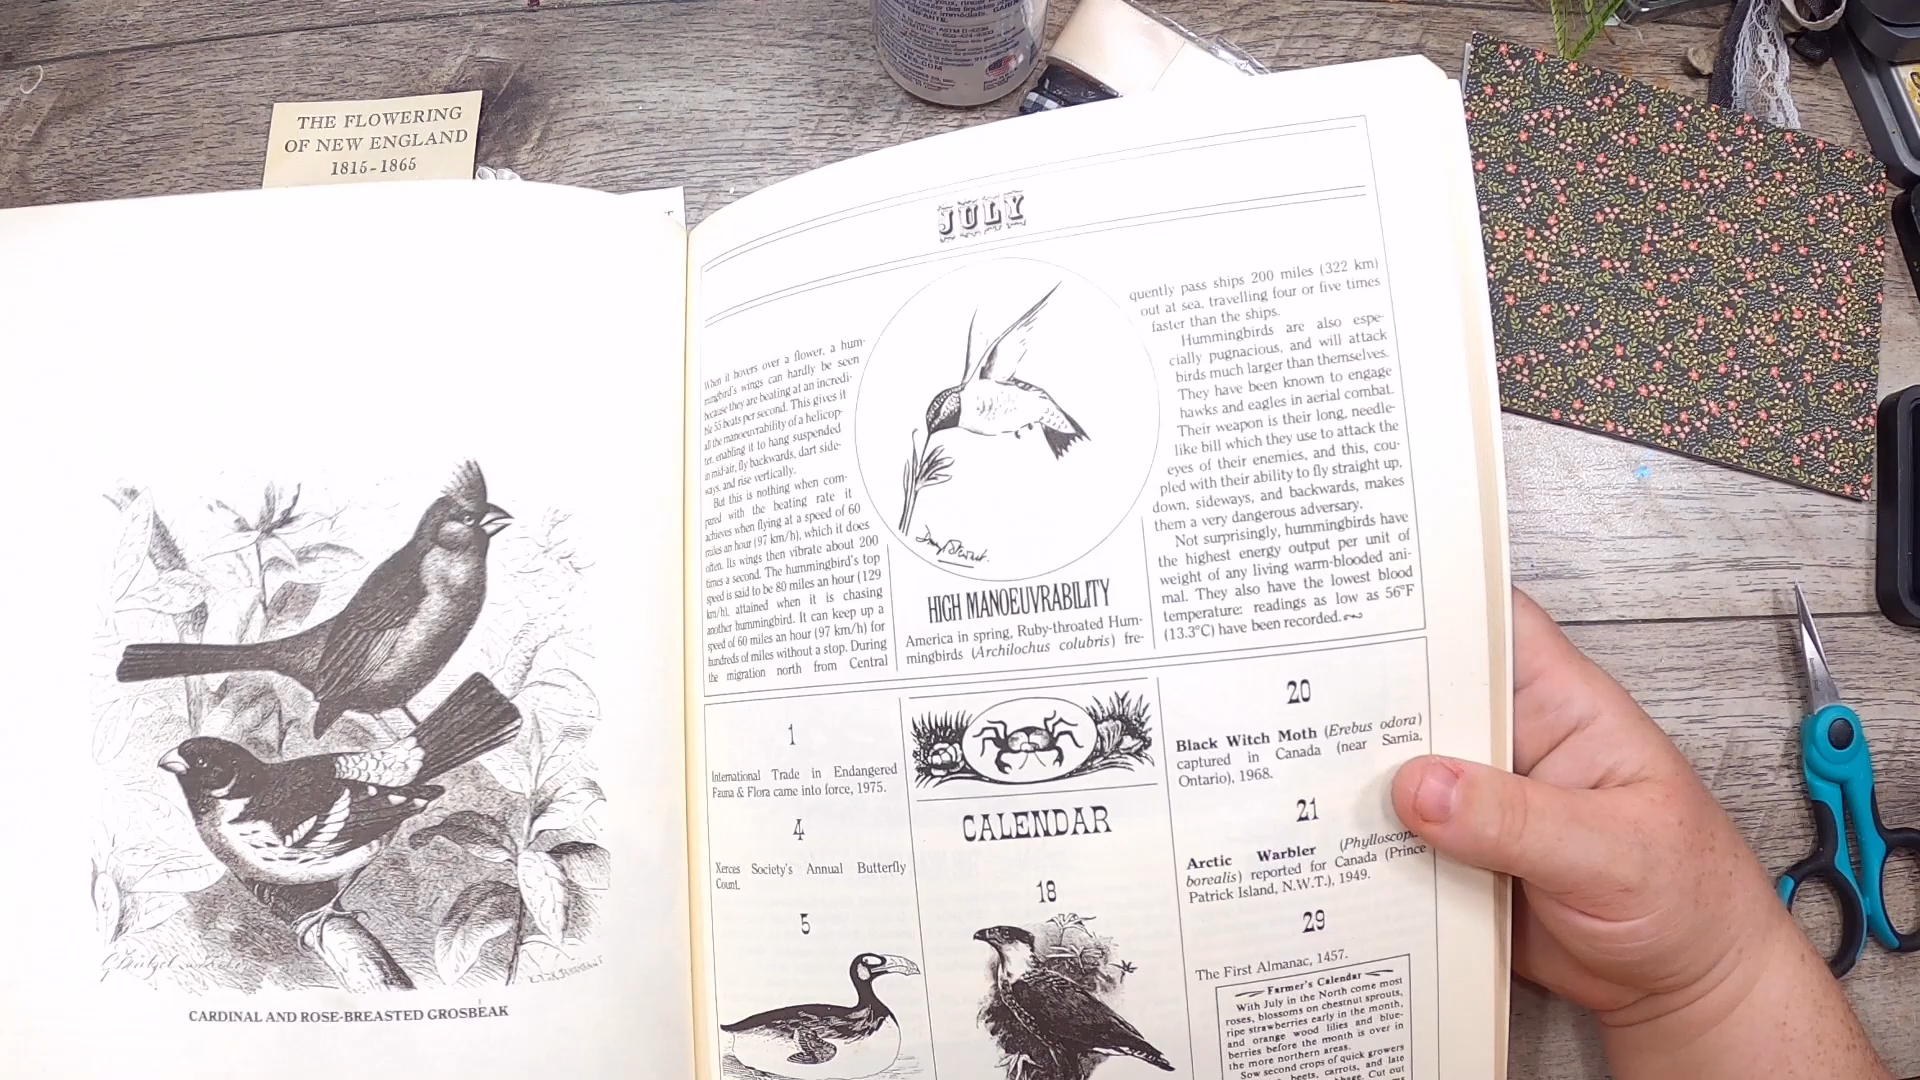 THE FLOWERING
OF NEW ENGLAND
1815-1865
CARDINAL AND ROSE-BREASTED GROSBEAK
JULY
When it hovers over a flower, a hum-
mingbird's wings can hardly be seen
because they are beating at an incredi-
ble 55 beats per second. This gives it
all the manoeuvrability of a helicop-
ter, enabling it to hang suspended
in mid-air, fly backwards, dart side-
ways, and rise vertically.
But this is nothing when com-
pared with the beating rate it
achieves when flying at a speed of 60
miles an hour (97 km/h), which it does
often. Its wings then vibrate about 200
times a second. The hummingbird's top
speed is said to be 80 miles an hour (129
km/h), attained when it is chasing
another hummingbird. It can keep up a
speed of 60 miles an hour (97 km/h) for
hundreds of miles without a stop. During
the migration north from Central
HIGH MANOEUVRABILITY
America in spring, Ruby-throated Hum-
mingbirds (Archilochus colubris) fre-
quently pass ships 200 miles (322 km)
out at sea, travelling four or five times
faster than the ships.
Hummingbirds are also espe-
cially pugnacious, and will attack
birds much larger than themselves.
They have been known to engage
hawks and eagles in aerial combat.
Their weapon is their long, needle-
like bill which they use to attack the
eyes of their enemies, and this, cou-
pled with their ability to fly straight up,
down, sideways, and backwards, makes
them a very dangerous adversary.
Not surprisingly, hummingbirds have
the highest energy output per unit of
weight of any living warm-blooded ani-
mal. They also have the lowest blood
temperature: readings as low as 56°F
(13.3°C) have been recorded.
1
International Trade in Endangered
Fauna & Flora came into force, 1975.
4
Xerces Society's Annual Butterfly
Count.
5
CALENDAR
18
20
Black Witch Moth (Erebus odora)
captured in Canada (near Sarnia,
Ontario), 1968.
21
Arctic Warbler
borealis) reported for Canada (Prince
Patrick Island, N.W.T.), 1949.
29
The First Almanac, 1457.
Farmer's Calendar
With July in the North come most
roses, blossoms on chestnut sprouts,
ripe strawberries early in the month,
and orange wood lilies and blue-
berries before the month is over in
the more northern areas.
Sow second crops of quick growers
beets, carrots, and late
Cut out